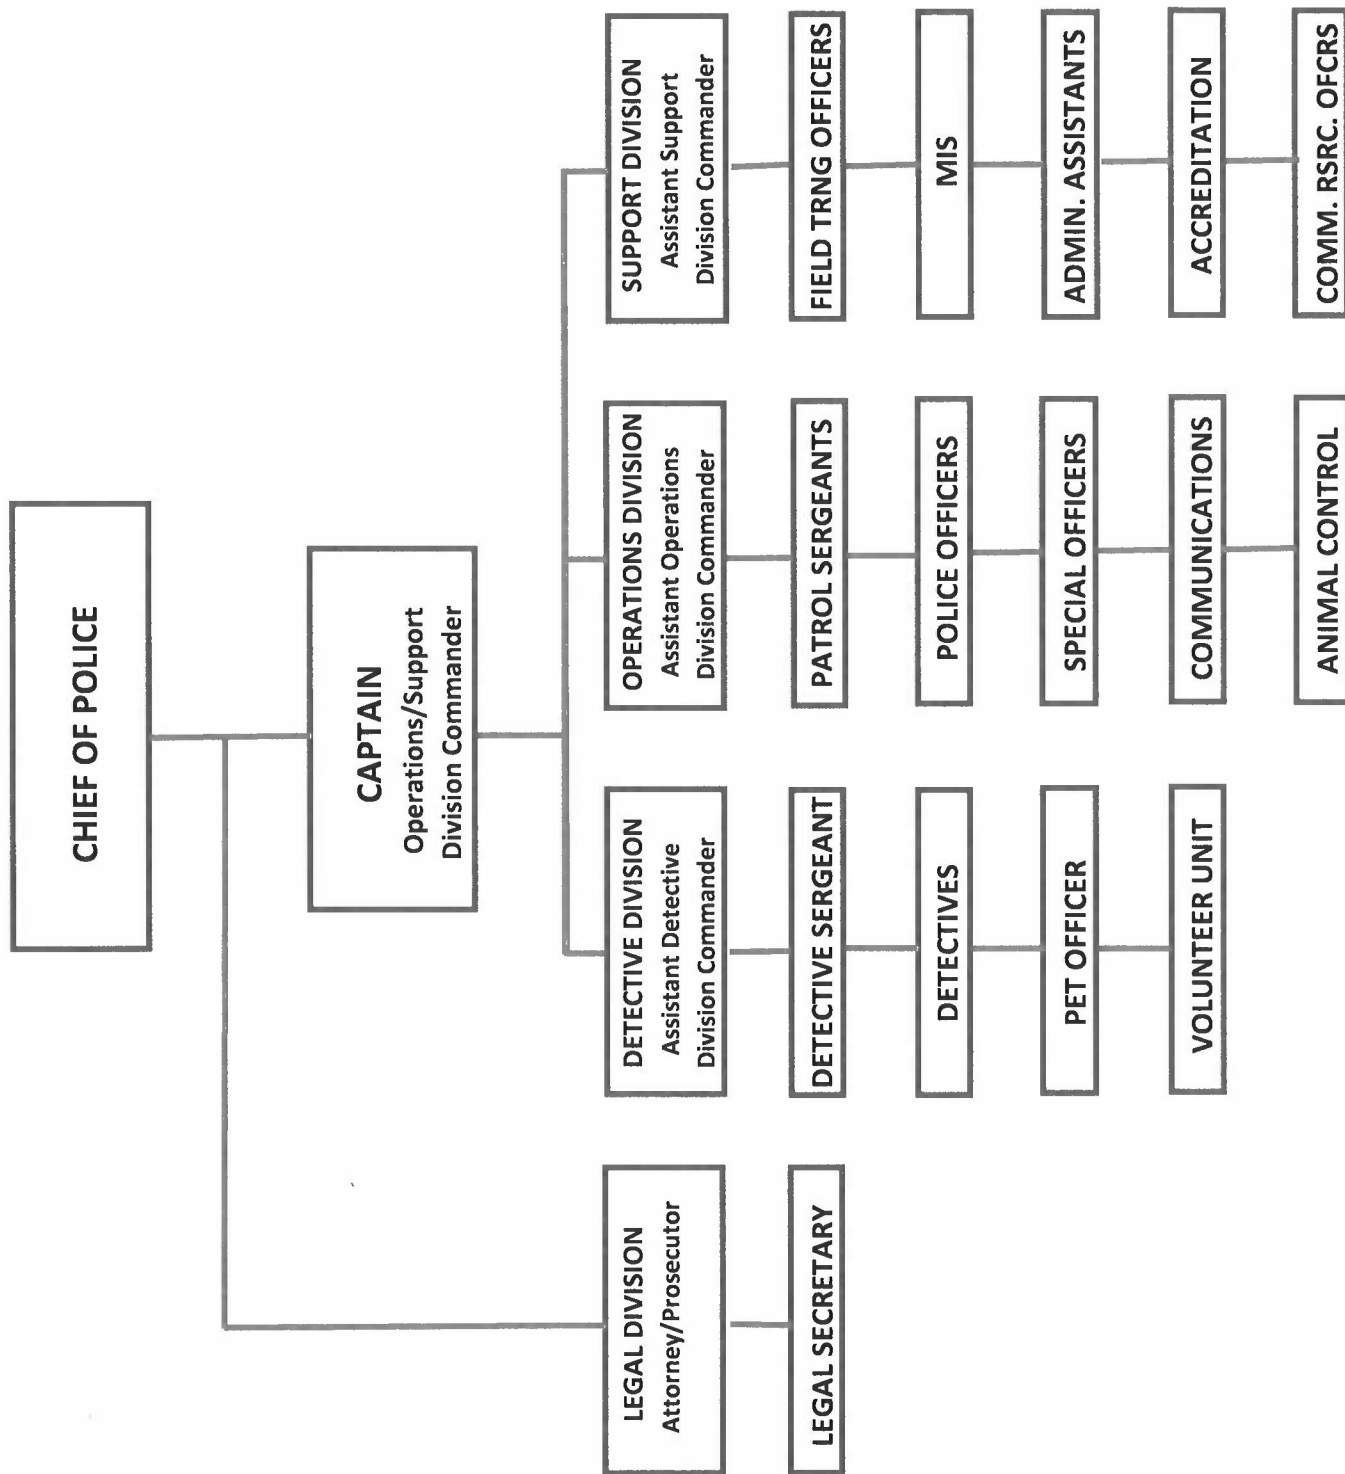 CHIEF OF POLICE
CAPTAIN
Operations/Support
Division Commander
LEGAL DIVISION
Attorney/Prosecutor
LEGAL SECRETARY
DETECTIVE DIVISION
Assistant Detective
Division Commander
DETECTIVE SERGEANT
DETECTIVES
PET OFFICER
VOLUNTEER UNIT
OPERATIONS DIVISION
Assistant Operations
Division Commander
PATROL SERGEANTS
POLICE OFFICERS
SPECIAL OFFICERS
COMMUNICATIONS
ANIMAL CONTROL
SUPPORT DIVISION
Assistant Support
Division Commander
FIELD TRNG OFFICERS
MIS
ADMIN. ASSISTANTS
ACCREDITATION
COMM. RSRC. OFCRS